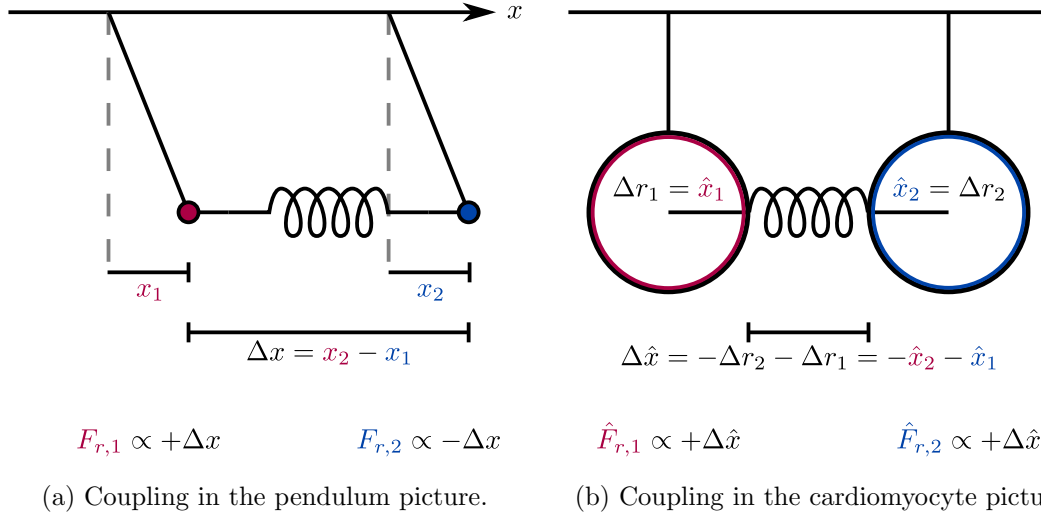 x
Δr₁ = x̂₁
x̂₂ = Δr₂
x₁
x₂
Δx = x₂ − x₁
Δx̂ = −Δr₂ − Δr₁ = −x̂₂ − x̂₁
F_{r,1} ∝ +Δx
F_{r,2} ∝ −Δx
F̂_{r,1} ∝ +Δx̂
F̂_{r,2} ∝ +Δx̂
(a) Coupling in the pendulum picture.
(b) Coupling in the cardiomyocyte pictu